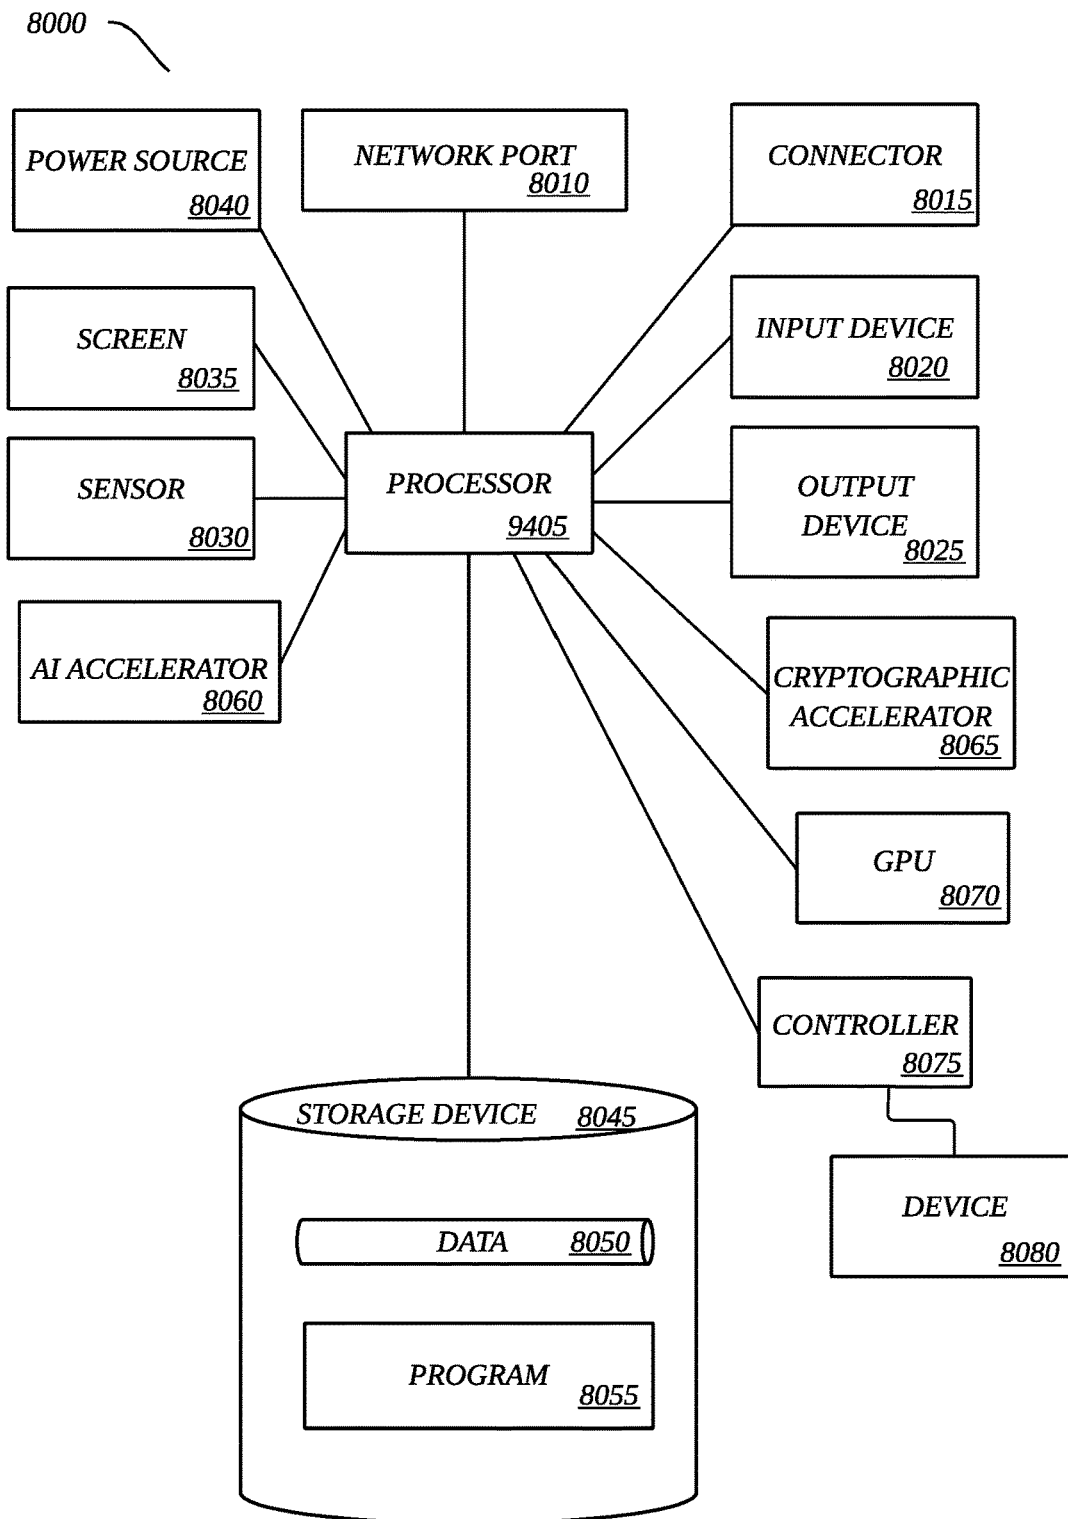 8000
POWER SOURCE
8040
NETWORK PORT
8010
CONNECTOR
8015
SCREEN
8035
INPUT DEVICE
8020
SENSOR
8030
PROCESSOR
9405
OUTPUT
DEVICE
8025
AI ACCELERATOR
8060
CRYPTOGRAPHIC
ACCELERATOR
8065
GPU
8070
CONTROLLER
8075
STORAGE DEVICE 8045
DEVICE
8080
DATA 8050
PROGRAM
8055